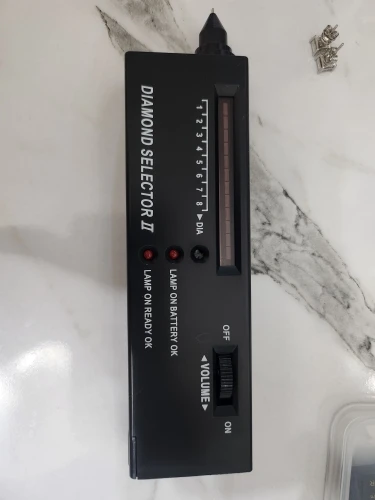 DIAMOND SELECTOR II
1 2 3 4 5 6 7 8 ▶ DIA
LAMP ON BATTERY OK
LAMP ON READY OK
OFF
◀VOLUME▶
ON